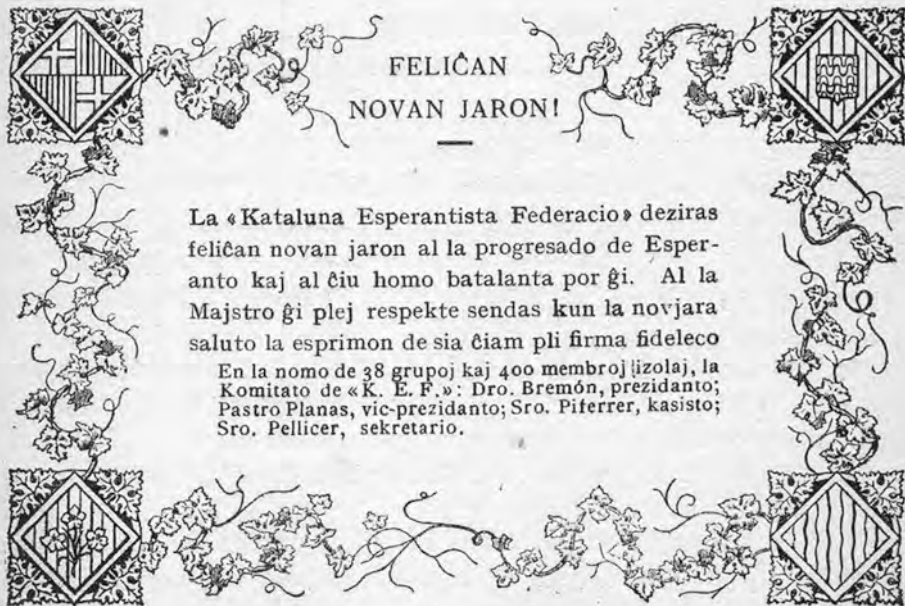 FELIĈAN
NOVAN JARON!
La «Kataluna Esperantista Federacio» deziras
feliĉan novan jaron al la progresado de Esper-
anto kaj al ĉiu homo batalanta por ĝi. Al la
Majstro ĝi plej respekte sendas kun la novjara
saluto la esprimon de sia ĉiam pli firma fideleco
En la nomo de 38 grupoj kaj 400 membroj izolaj, la
Komitato de «K. E. F.»: Dro. Bremón, prezidanto;
Pastro Planas, vic-prezidanto; Sro. Piferrer, kasisto;
Sro. Pellicer, sekretario.